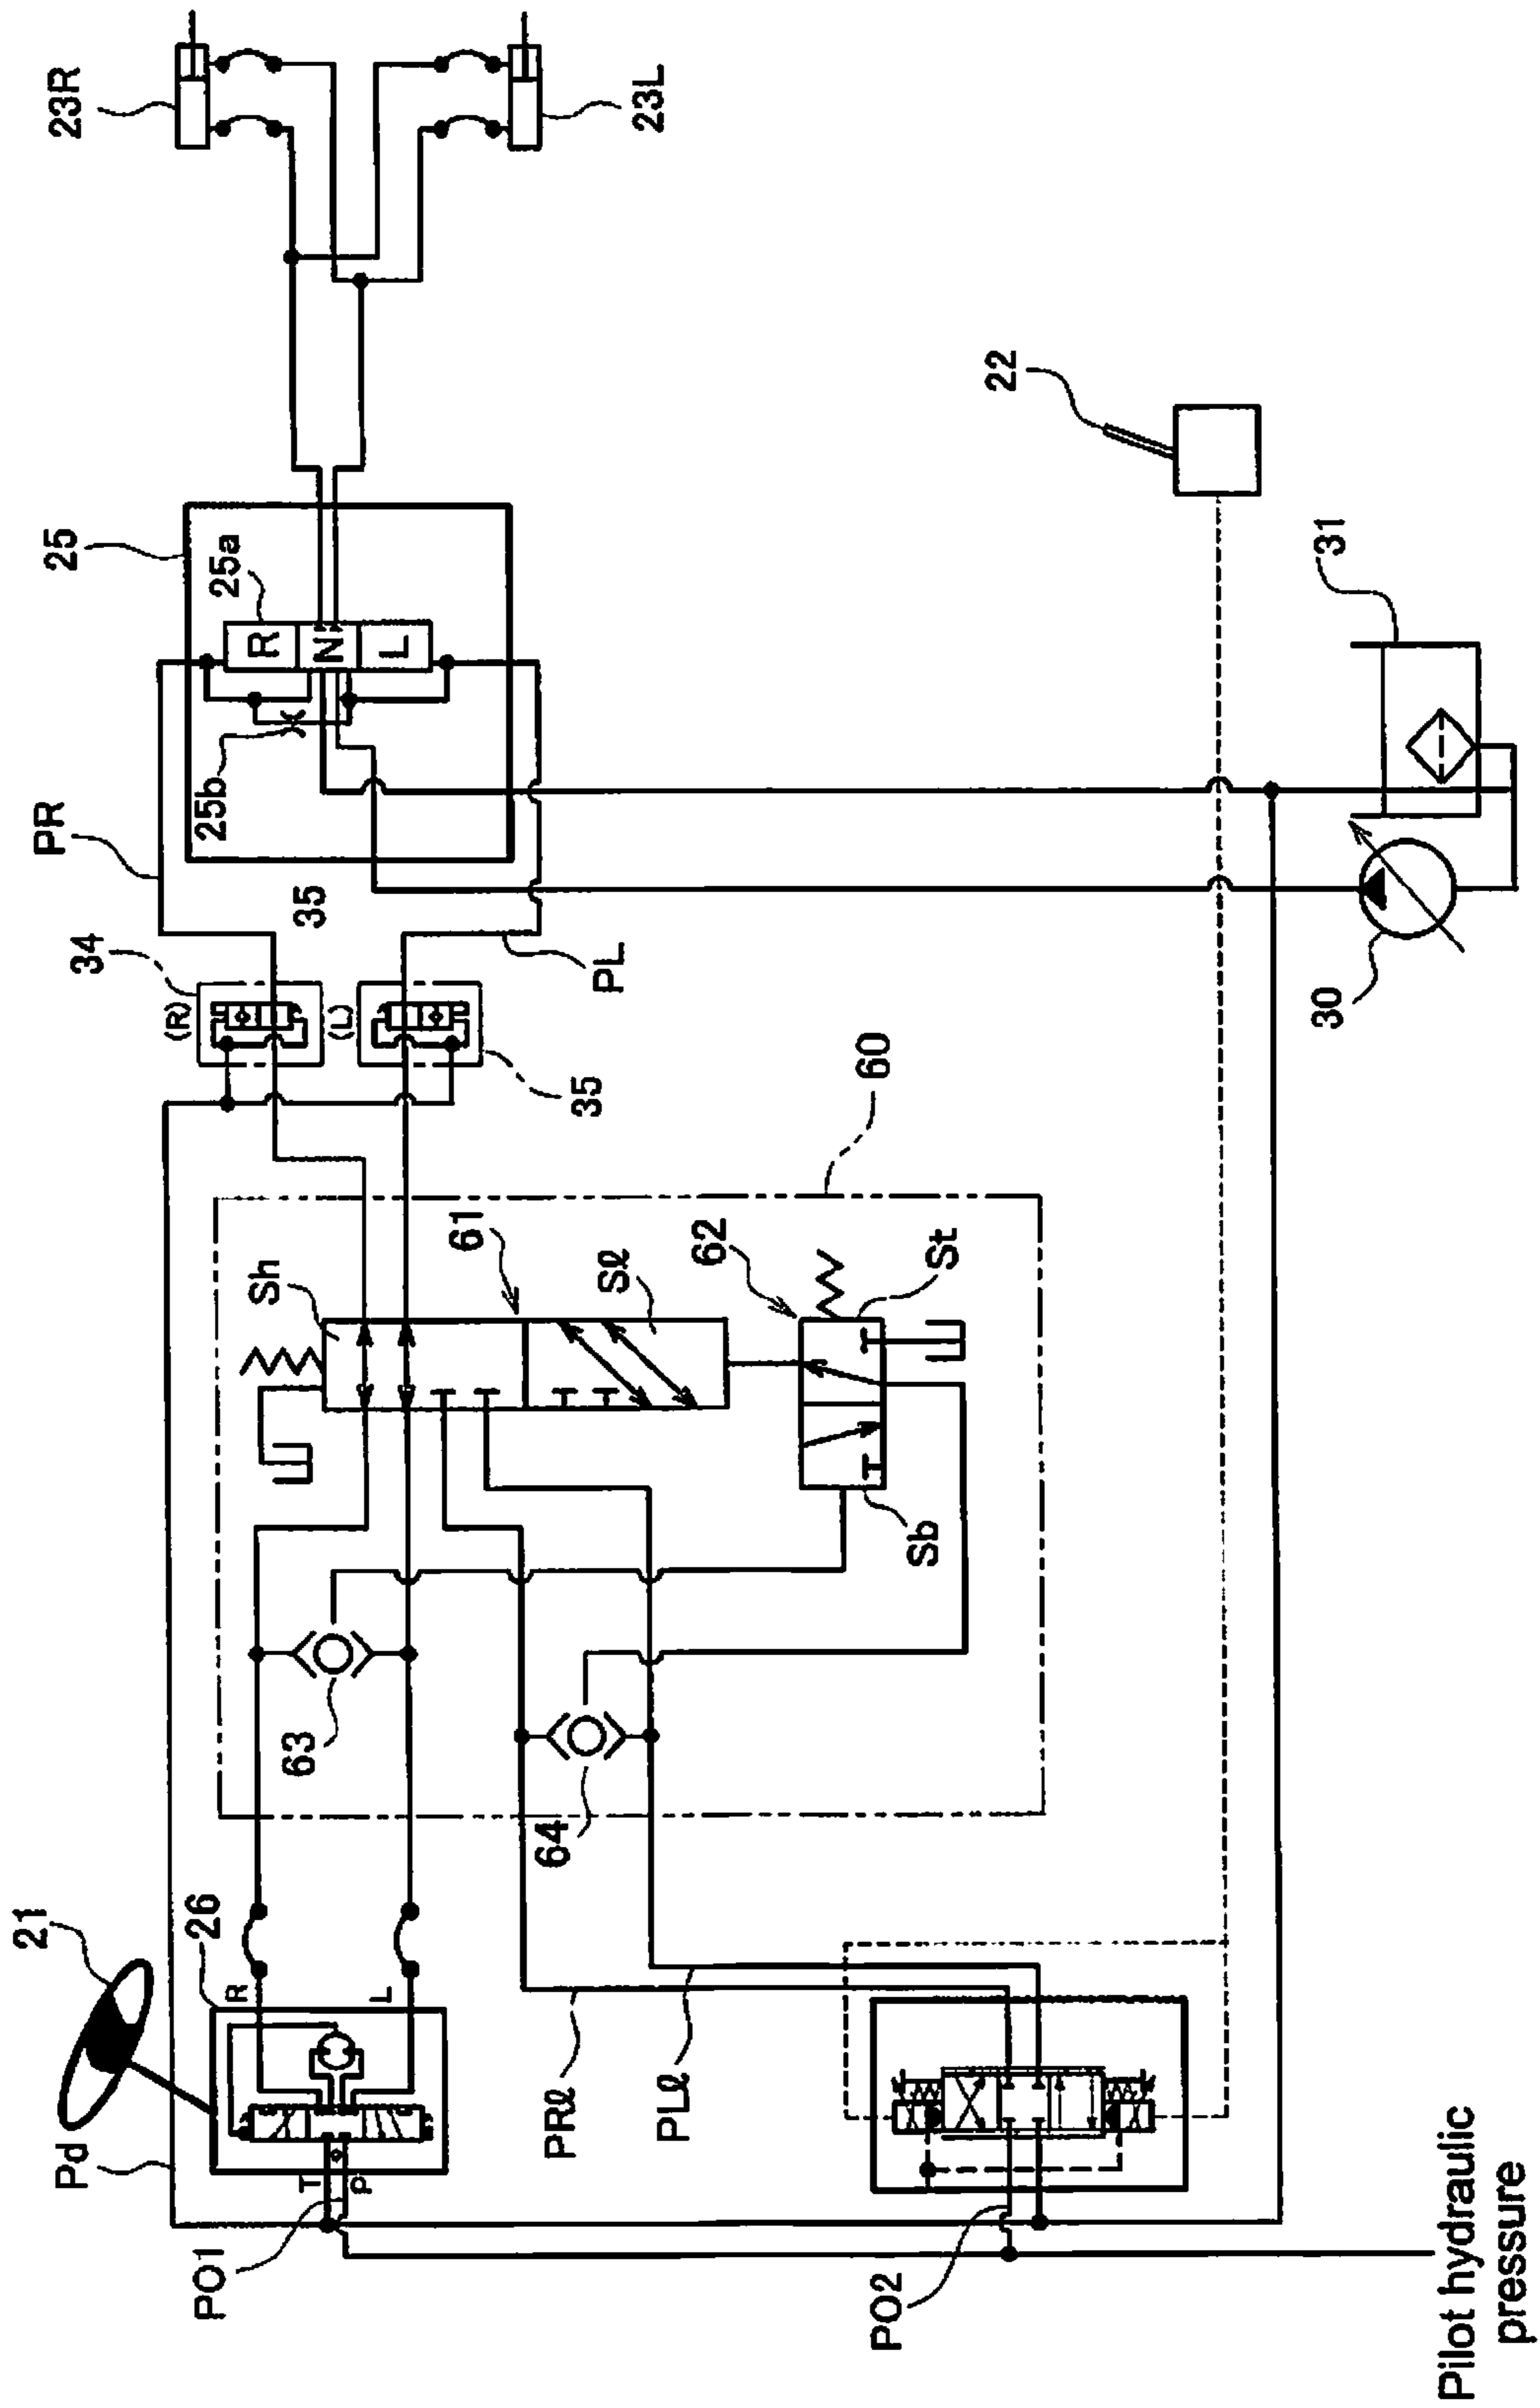 23R
23L
25
25a
R
N
L
25b
PR
22
31
30
35
34
(R)
(L)
PL
35
60
61
Sh
Sℓ
62
St
Sb
63
64
21
26
R
L
Pd
T
P
PO1
PRℓ
PLℓ
PO2
Pilot hydraulic
pressure